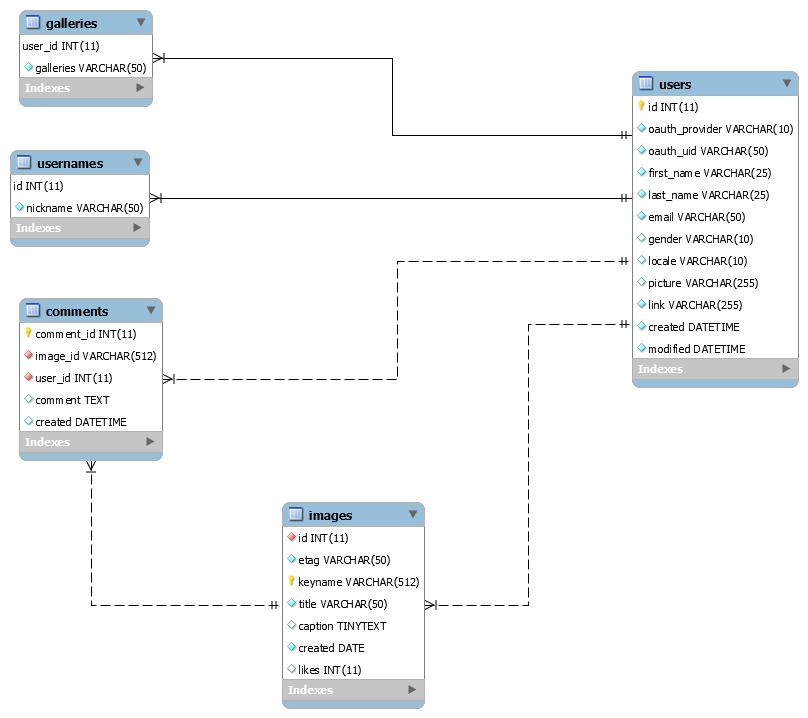 galleries
user_id INT(11)
galleries VARCHAR(50)
Indexes
usernames
id INT(11)
nickname VARCHAR(50)
Indexes
comments
comment_id INT(11)
image_id VARCHAR(512)
user_id INT(11)
comment TEXT
created DATETIME
Indexes
images
id INT(11)
etag VARCHAR(50)
keyname VARCHAR(512)
title VARCHAR(50)
caption TINYTEXT
created DATE
likes INT(11)
Indexes
users
id INT(11)
oauth_provider VARCHAR(10)
oauth_uid VARCHAR(50)
first_name VARCHAR(25)
last_name VARCHAR(25)
email VARCHAR(50)
gender VARCHAR(10)
locale VARCHAR(10)
picture VARCHAR(255)
link VARCHAR(255)
created DATETIME
modified DATETIME
Indexes